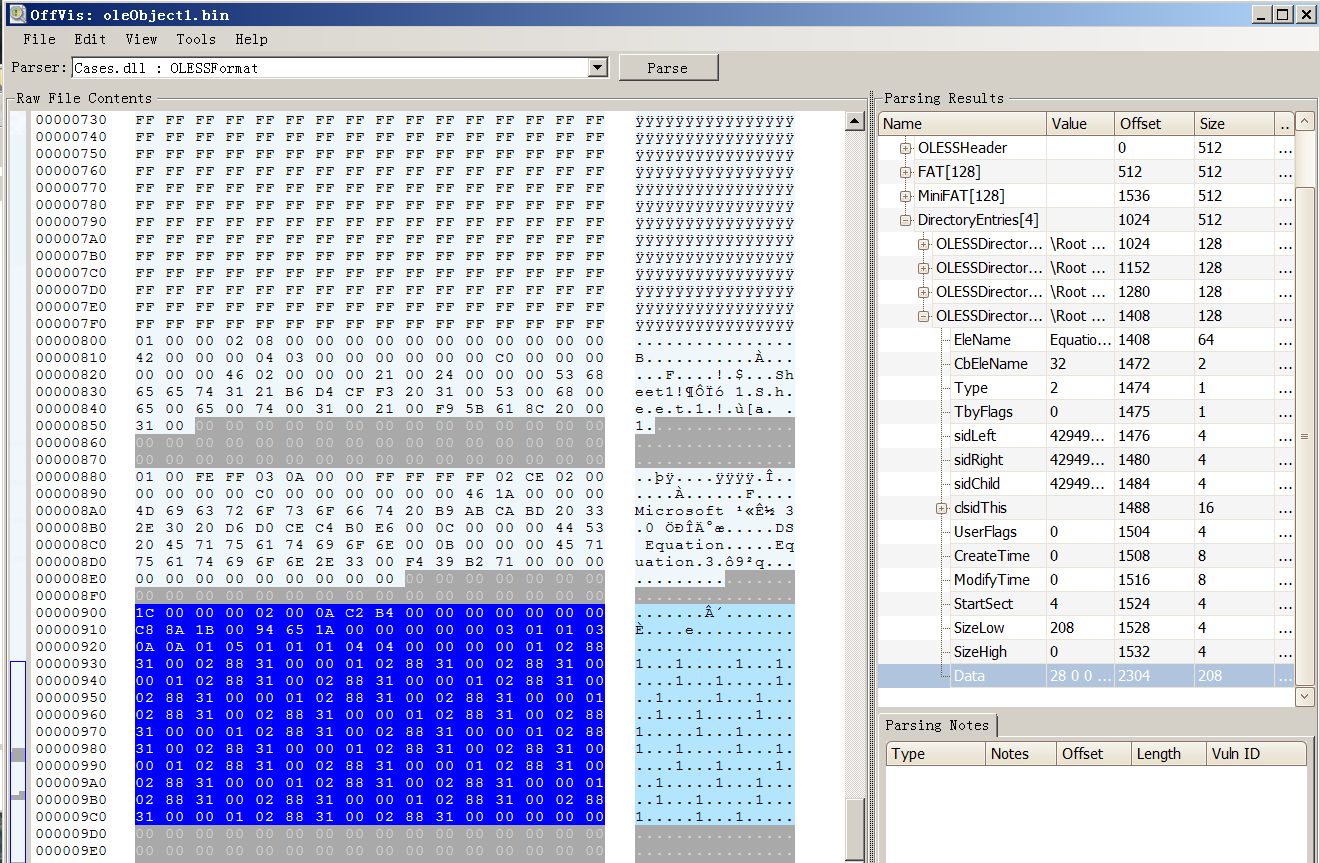 OffVis: oleObject1.bin
File Edit View Tools Help
Parser: Cases.dll : OLESSFormat Parse
Raw File Contents
00000730 FF FF FF FF FF FF FF FF FF FF FF FF FF FF FF FF ÿÿÿÿÿÿÿÿÿÿÿÿÿÿÿÿ
00000740 FF FF FF FF FF FF FF FF FF FF FF FF FF FF FF FF ÿÿÿÿÿÿÿÿÿÿÿÿÿÿÿÿ
00000750 FF FF FF FF FF FF FF FF FF FF FF FF FF FF FF FF ÿÿÿÿÿÿÿÿÿÿÿÿÿÿÿÿ
00000760 FF FF FF FF FF FF FF FF FF FF FF FF FF FF FF FF ÿÿÿÿÿÿÿÿÿÿÿÿÿÿÿÿ
00000770 FF FF FF FF FF FF FF FF FF FF FF FF FF FF FF FF ÿÿÿÿÿÿÿÿÿÿÿÿÿÿÿÿ
00000780 FF FF FF FF FF FF FF FF FF FF FF FF FF FF FF FF ÿÿÿÿÿÿÿÿÿÿÿÿÿÿÿÿ
00000790 FF FF FF FF FF FF FF FF FF FF FF FF FF FF FF FF ÿÿÿÿÿÿÿÿÿÿÿÿÿÿÿÿ
000007A0 FF FF FF FF FF FF FF FF FF FF FF FF FF FF FF FF ÿÿÿÿÿÿÿÿÿÿÿÿÿÿÿÿ
000007B0 FF FF FF FF FF FF FF FF FF FF FF FF FF FF FF FF ÿÿÿÿÿÿÿÿÿÿÿÿÿÿÿÿ
000007C0 FF FF FF FF FF FF FF FF FF FF FF FF FF FF FF FF ÿÿÿÿÿÿÿÿÿÿÿÿÿÿÿÿ
000007D0 FF FF FF FF FF FF FF FF FF FF FF FF FF FF FF FF ÿÿÿÿÿÿÿÿÿÿÿÿÿÿÿÿ
000007E0 FF FF FF FF FF FF FF FF FF FF FF FF FF FF FF FF ÿÿÿÿÿÿÿÿÿÿÿÿÿÿÿÿ
000007F0 FF FF FF FF FF FF FF FF FF FF FF FF FF FF FF FF ÿÿÿÿÿÿÿÿÿÿÿÿÿÿÿÿ
00000800 01 00 00 02 08 00 00 00 00 00 00 00 00 00 00 00 ................
00000810 42 00 00 00 04 03 00 00 00 00 00 00 C0 00 00 00 B...........À...
00000820 00 00 00 46 02 00 00 00 21 00 24 00 00 00 53 68 ...F....!.$...Sh
00000830 65 65 74 31 21 B6 D4 CF F3 20 31 00 53 00 68 00 eet1!¶ÔÏó 1.S.h.
00000840 65 00 65 00 74 00 31 00 21 00 F9 5B 61 8C 20 00 e.e.t.1.!.ù[a. .
00000850 31 00 00 00 00 00 00 00 00 00 00 00 00 00 00 00 1...............
00000860 00 00 00 00 00 00 00 00 00 00 00 00 00 00 00 00 ................
00000870 00 00 00 00 00 00 00 00 00 00 00 00 00 00 00 00 ................
00000880 01 00 FE FF 03 0A 00 00 FF FF FF FF 02 CE 02 00 ..þÿ....ÿÿÿÿ.Î..
00000890 00 00 00 00 C0 00 00 00 00 00 00 46 1A 00 00 00 ....À......F....
000008A0 4D 69 63 72 6F 73 6F 66 74 20 B9 AB CA BD 20 33 Microsoft ¹«Ê½ 3
000008B0 2E 30 20 D6 D0 CE C4 B0 E6 00 0C 00 00 00 44 53 .0 ÖÐÎÄ°æ.....DS
000008C0 20 45 71 75 61 74 69 6F 6E 00 0B 00 00 00 45 71  Equation.....Eq
000008D0 75 61 74 69 6F 6E 2E 33 00 F4 39 B2 71 00 00 00 uation.3.ô9²q...
000008E0 00 00 00 00 00 00 00 00 00 00 00 00 00 00 00 00 ................
000008F0 00 00 00 00 00 00 00 00 00 00 00 00 00 00 00 00 ................
00000900 1C 00 00 00 02 00 0A C2 B4 00 00 00 00 00 00 00 .......Â´.......
00000910 C8 8A 1B 00 94 65 1A 00 00 00 00 00 03 01 01 03 È....e..........
00000920 0A 0A 01 05 01 01 01 04 04 00 00 00 00 01 02 88 ................
00000930 31 00 02 88 31 00 00 01 02 88 31 00 02 88 31 00 1...1.....1...1.
00000940 00 01 02 88 31 00 02 88 31 00 00 01 02 88 31 00 ....1...1.....1.
00000950 02 88 31 00 00 01 02 88 31 00 02 88 31 00 00 01 ..1.....1...1...
00000960 02 88 31 00 02 88 31 00 00 01 02 88 31 00 02 88 ..1...1.....1...
00000970 31 00 00 01 02 88 31 00 02 88 31 00 00 01 02 88 1.....1...1.....
00000980 31 00 02 88 31 00 00 01 02 88 31 00 02 88 31 00 1...1.....1...1.
00000990 00 01 02 88 31 00 02 88 31 00 00 01 02 88 31 00 ....1...1.....1.
000009A0 02 88 31 00 00 01 02 88 31 00 02 88 31 00 00 01 ..1.....1...1...
000009B0 02 88 31 00 02 88 31 00 00 01 02 88 31 00 02 88 ..1...1.....1...
000009C0 31 00 00 01 02 88 31 00 02 88 31 00 00 00 00 00 1.....1...1.....
000009D0 00 00 00 00 00 00 00 00 00 00 00 00 00 00 00 00 ................
000009E0 00 00 00 00 00 00 00 00 00 00 00 00 00 00 00 00 ................
Parsing Results
Name Value Offset Size ..
OLESSHeader 0 512 ...
FAT[128] 512 512 ...
MiniFAT[128] 1536 512 ...
DirectoryEntries[4] 1024 512 ...
OLESSDirector... \Root ... 1024 128 ...
OLESSDirector... \Root ... 1152 128 ...
OLESSDirector... \Root ... 1280 128 ...
OLESSDirector... \Root ... 1408 128 ...
EleName Equatio... 1408 64 ...
CbEleName 32 1472 2 ...
Type 2 1474 1 ...
TbyFlags 0 1475 1 ...
sidLeft 42949... 1476 4 ...
sidRight 42949... 1480 4 ...
sidChild 42949... 1484 4 ...
clsidThis 1488 16 ...
UserFlags 0 1504 4 ...
CreateTime 0 1508 8 ...
ModifyTime 0 1516 8 ...
StartSect 4 1524 4 ...
SizeLow 208 1528 4 ...
SizeHigh 0 1532 4 ...
Data 28 0 0 ... 2304 208 ...
Parsing Notes
Type Notes Offset Length Vuln ID